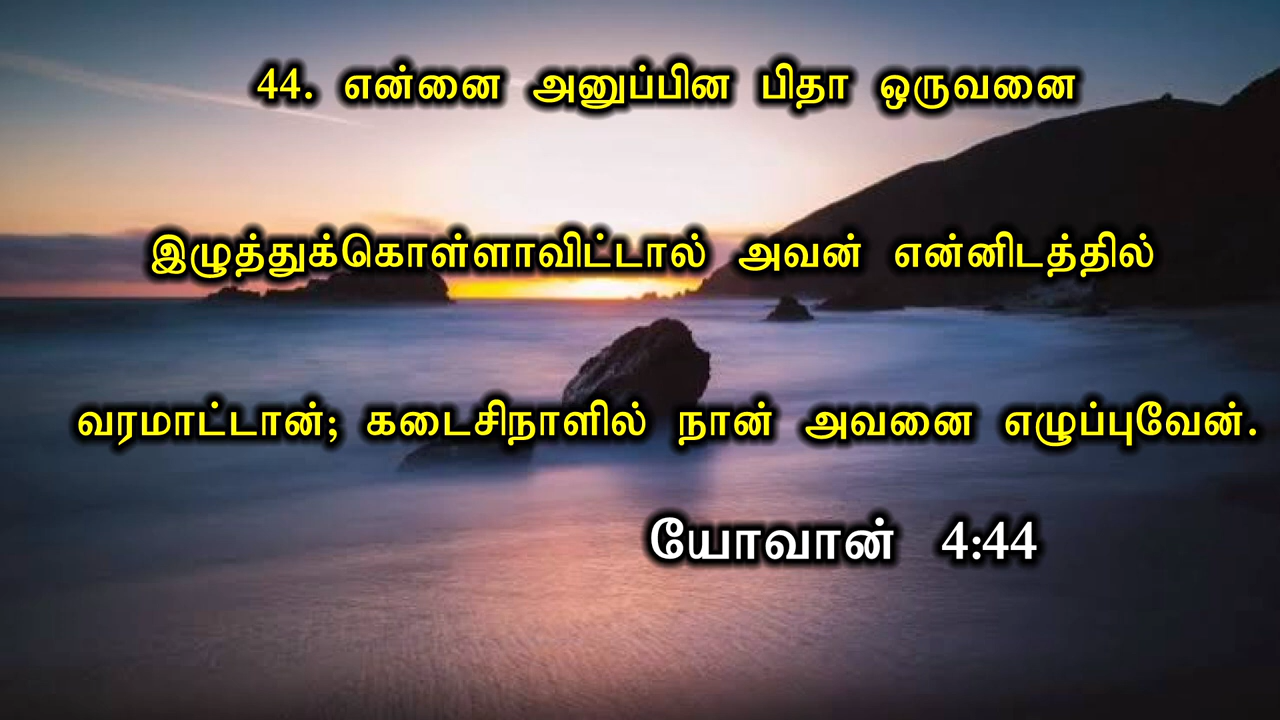 44. என்னை அனுப்பின பிதா ஒருவனை
இழுத்துக்கொள்ளாவிட்டால் அவன் என்னிடத்தில்
வரமாட்டான்; கடைசிநாளில் நான் அவனை எழுப்புவேன்.
யோவான் 4:44